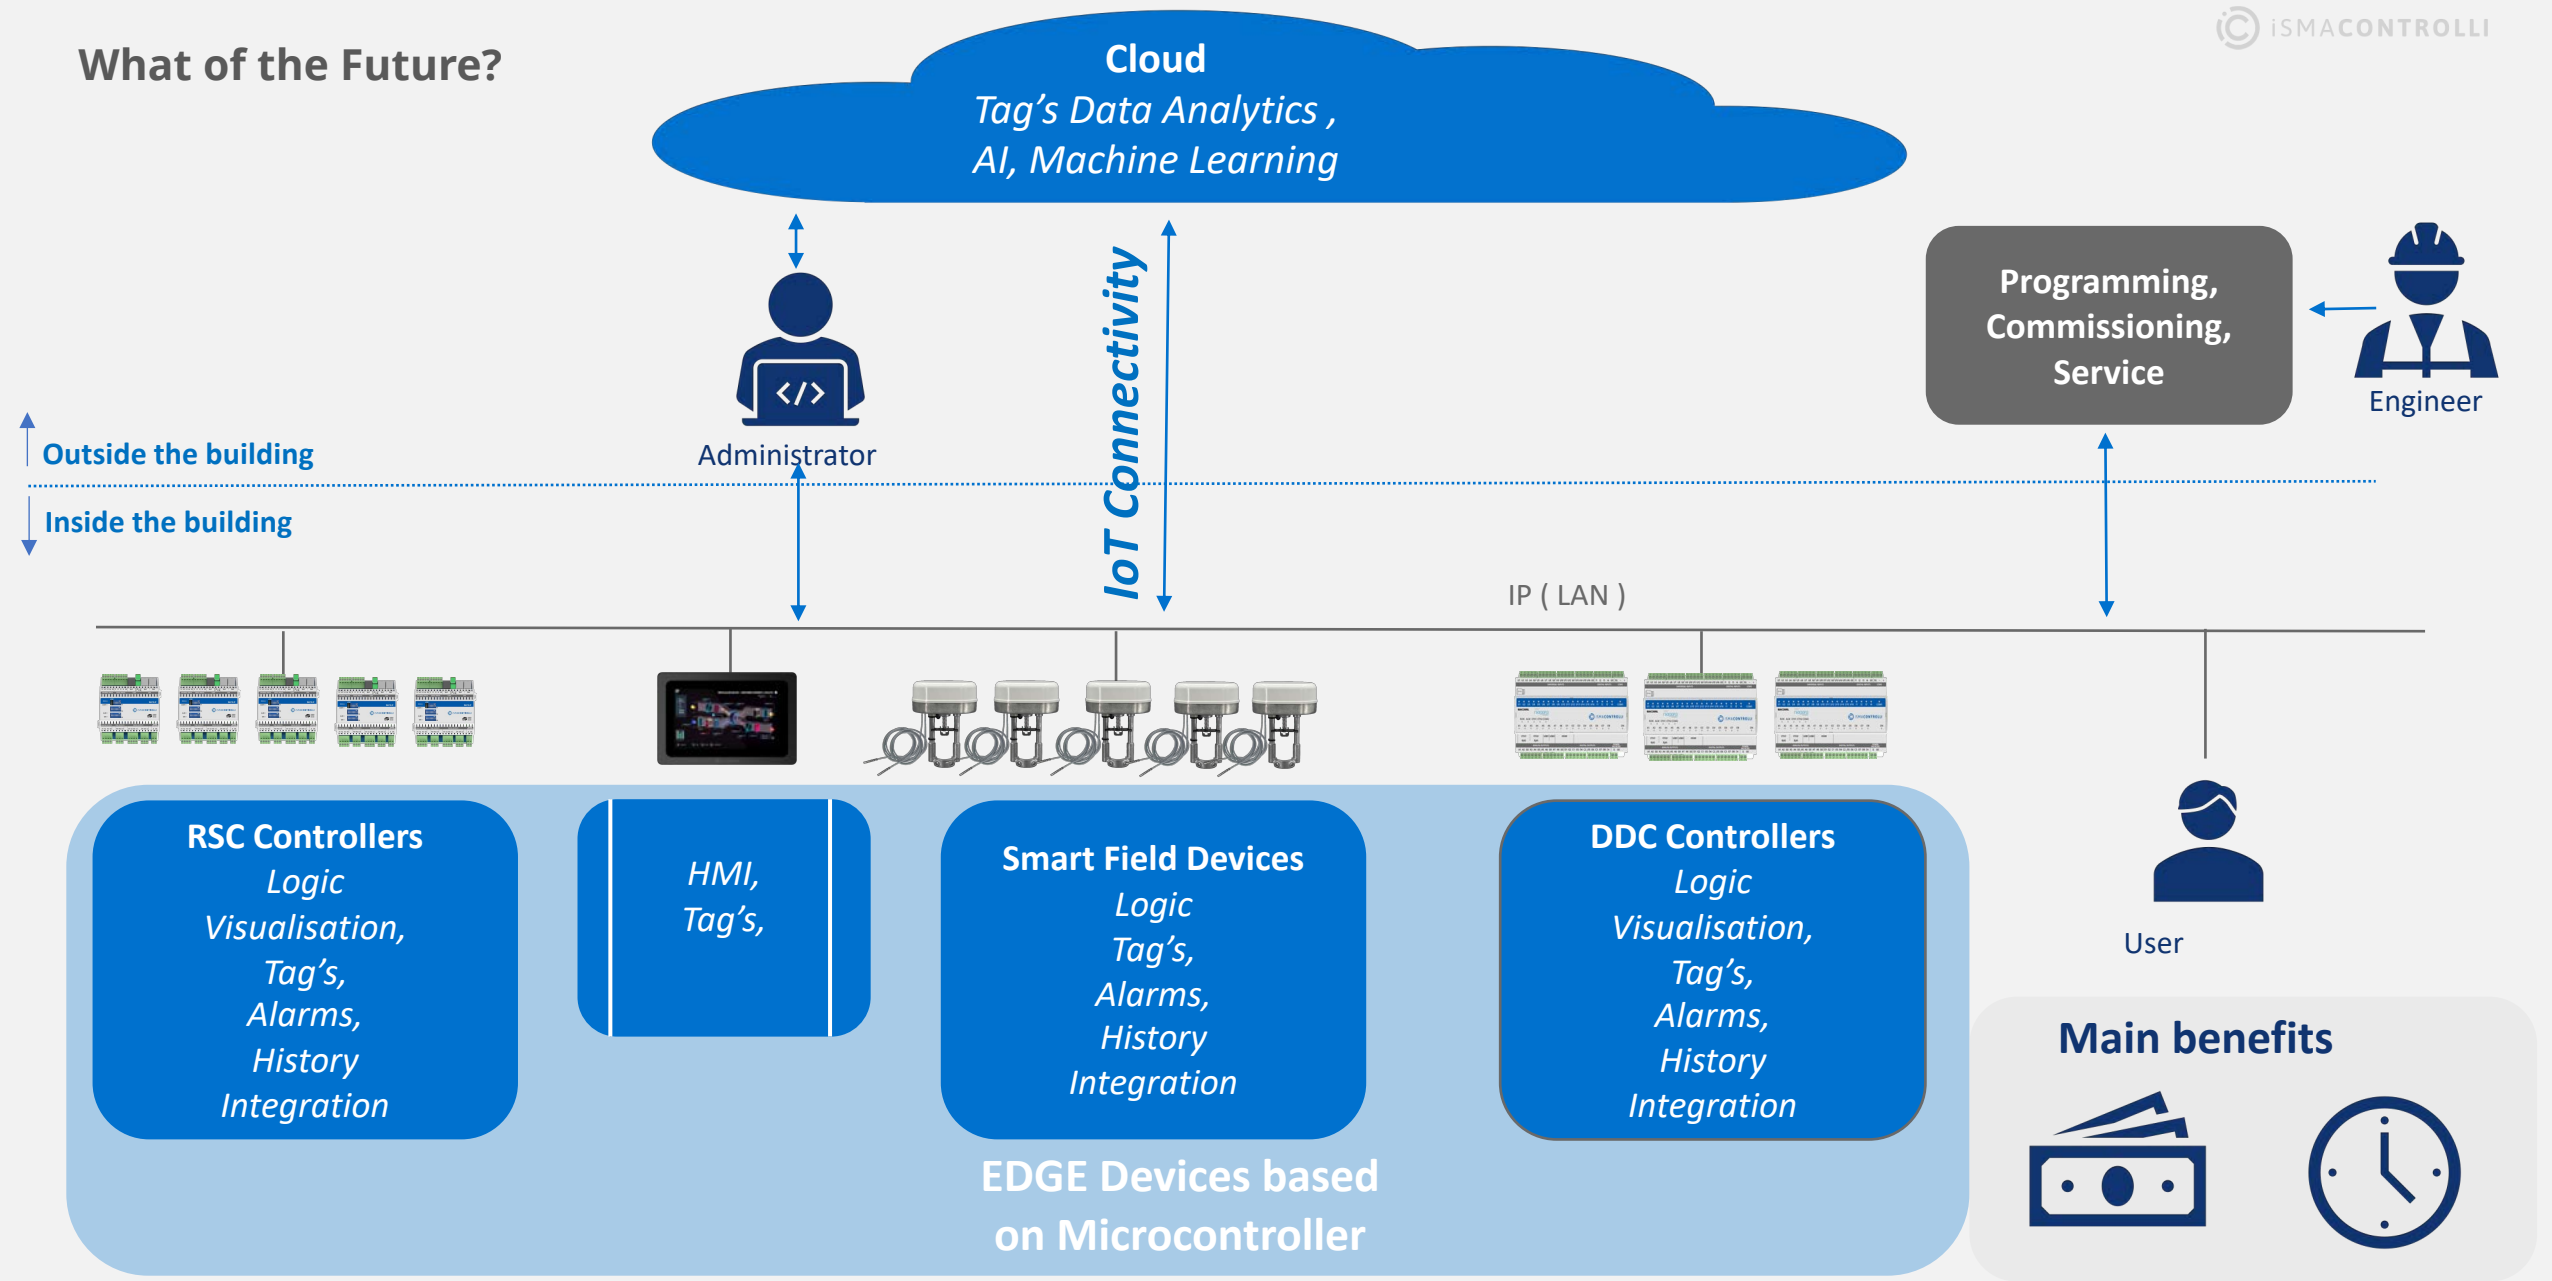 What of the Future?
iSMACONTROLLI
Cloud
Tag's Data Analytics ,
AI, Machine Learning
Programming,
Commissioning,
Service
Engineer
</>
Administrator
IoT Connectivity
Outside the building
Inside the building
IP ( LAN )
RSC Controllers
Logic
Visualisation,
Tag's,
Alarms,
History
Integration
HMI,
Tag's,
Smart Field Devices
Logic
Tag's,
Alarms,
History
Integration
DDC Controllers
Logic
Visualisation,
Tag's,
Alarms,
History
Integration
User
EDGE Devices based
on Microcontroller
Main benefits